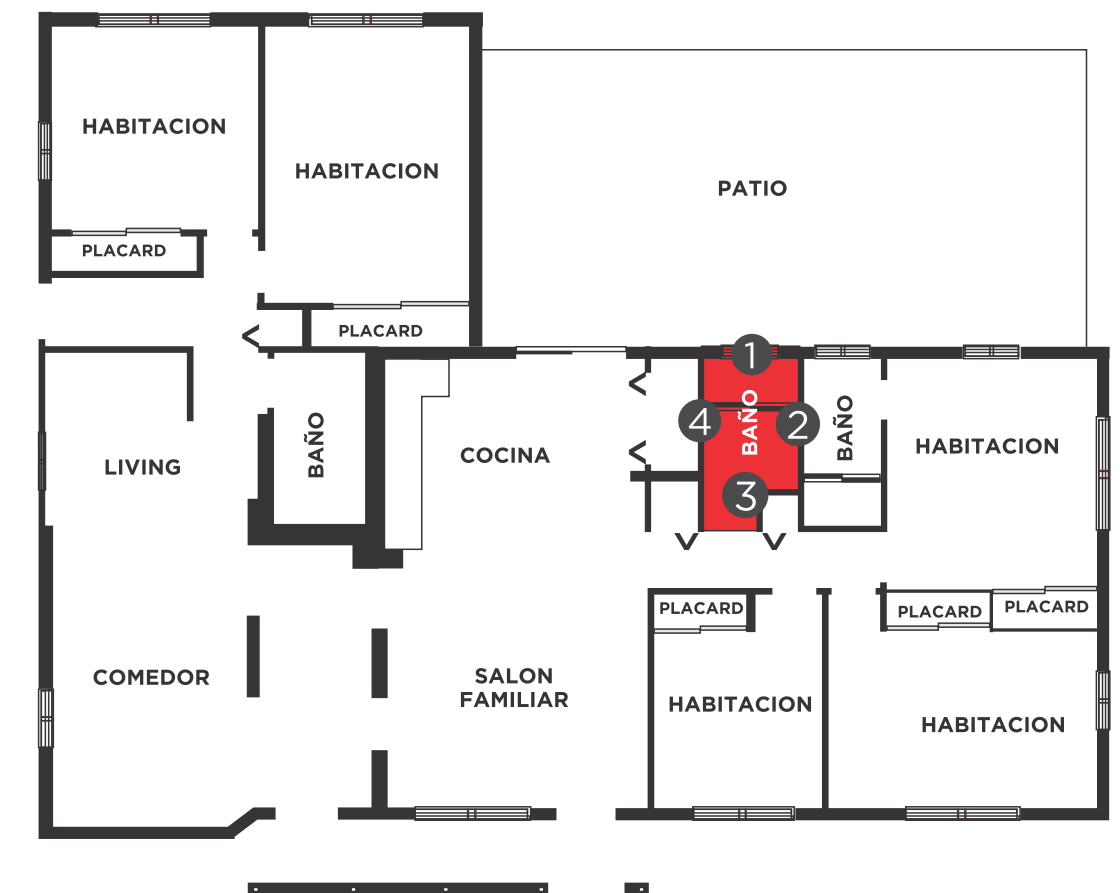 HABITACION
HABITACION
PATIO
PLACARD
PLACARD
1
4
2
BAÑO
BAÑO
BAÑO
COCINA
HABITACION
LIVING
3
PLACARD
PLACARD
PLACARD
COMEDOR
SALON
FAMILIAR
HABITACION
HABITACION